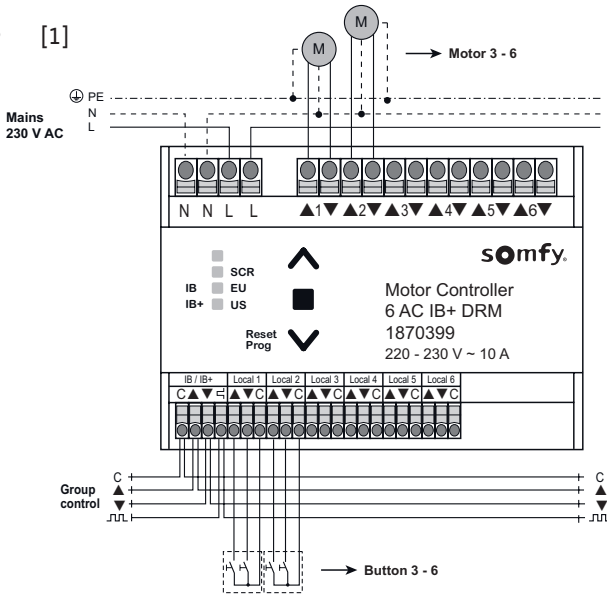 [1]
M
M
Motor 3 - 6
PE
N
Mains
230 V AC
L
N N L L
▲1▼ ▲2▼ ▲3▼ ▲4▼ ▲5▼ ▲6▼
somfy.
SCR
IB EU
IB+ US
Reset
Prog
Motor Controller
6 AC IB+ DRM
1870399
220 - 230 V ~ 10 A
IB / IB+ Local 1 Local 2 Local 3 Local 4 Local 5 Local 6
C▲▼ ▲▼C ▲▼C ▲▼C ▲▼C ▲▼C ▲▼C
C C
Group
control
▲ ▲
▼ ▼
Button 3 - 6